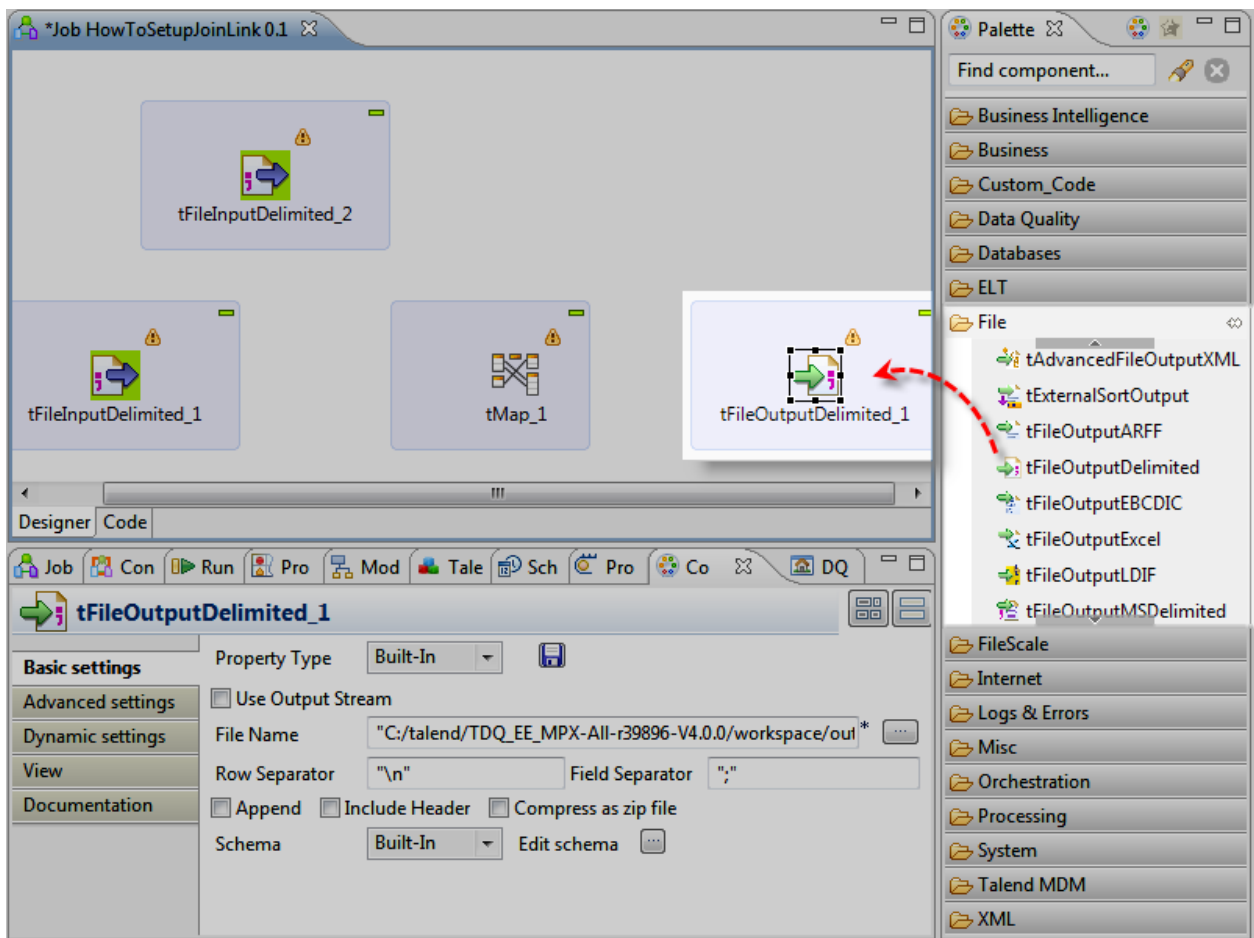 *Job HowToSetupJoinLink 0.1
tFileInputDelimited_2
tFileInputDelimited_1
tMap_1
tFileOutputDelimited_1
Designer
Code
Palette
Find component...
Business Intelligence
Business
Custom_Code
Data Quality
Databases
ELT
File
tAdvancedFileOutputXML
tExternalSortOutput
tFileOutputARFF
tFileOutputDelimited
tFileOutputEBCDIC
tFileOutputExcel
tFileOutputLDIF
tFileOutputMSDelimited
FileScale
Internet
Logs & Errors
Misc
Orchestration
Processing
System
Talend MDM
XML
Job Con Run Pro Mod Tale Sch Pro Co DQ
tFileOutputDelimited_1
Basic settings
Advanced settings
Dynamic settings
View
Documentation
Property Type Built-In
Use Output Stream
File Name "C:/talend/TDQ_EE_MPX-All-r39896-V4.0.0/workspace/out * ...
Row Separator "\n" Field Separator ";"
Append Include Header Compress as zip file
Schema Built-In Edit schema ...